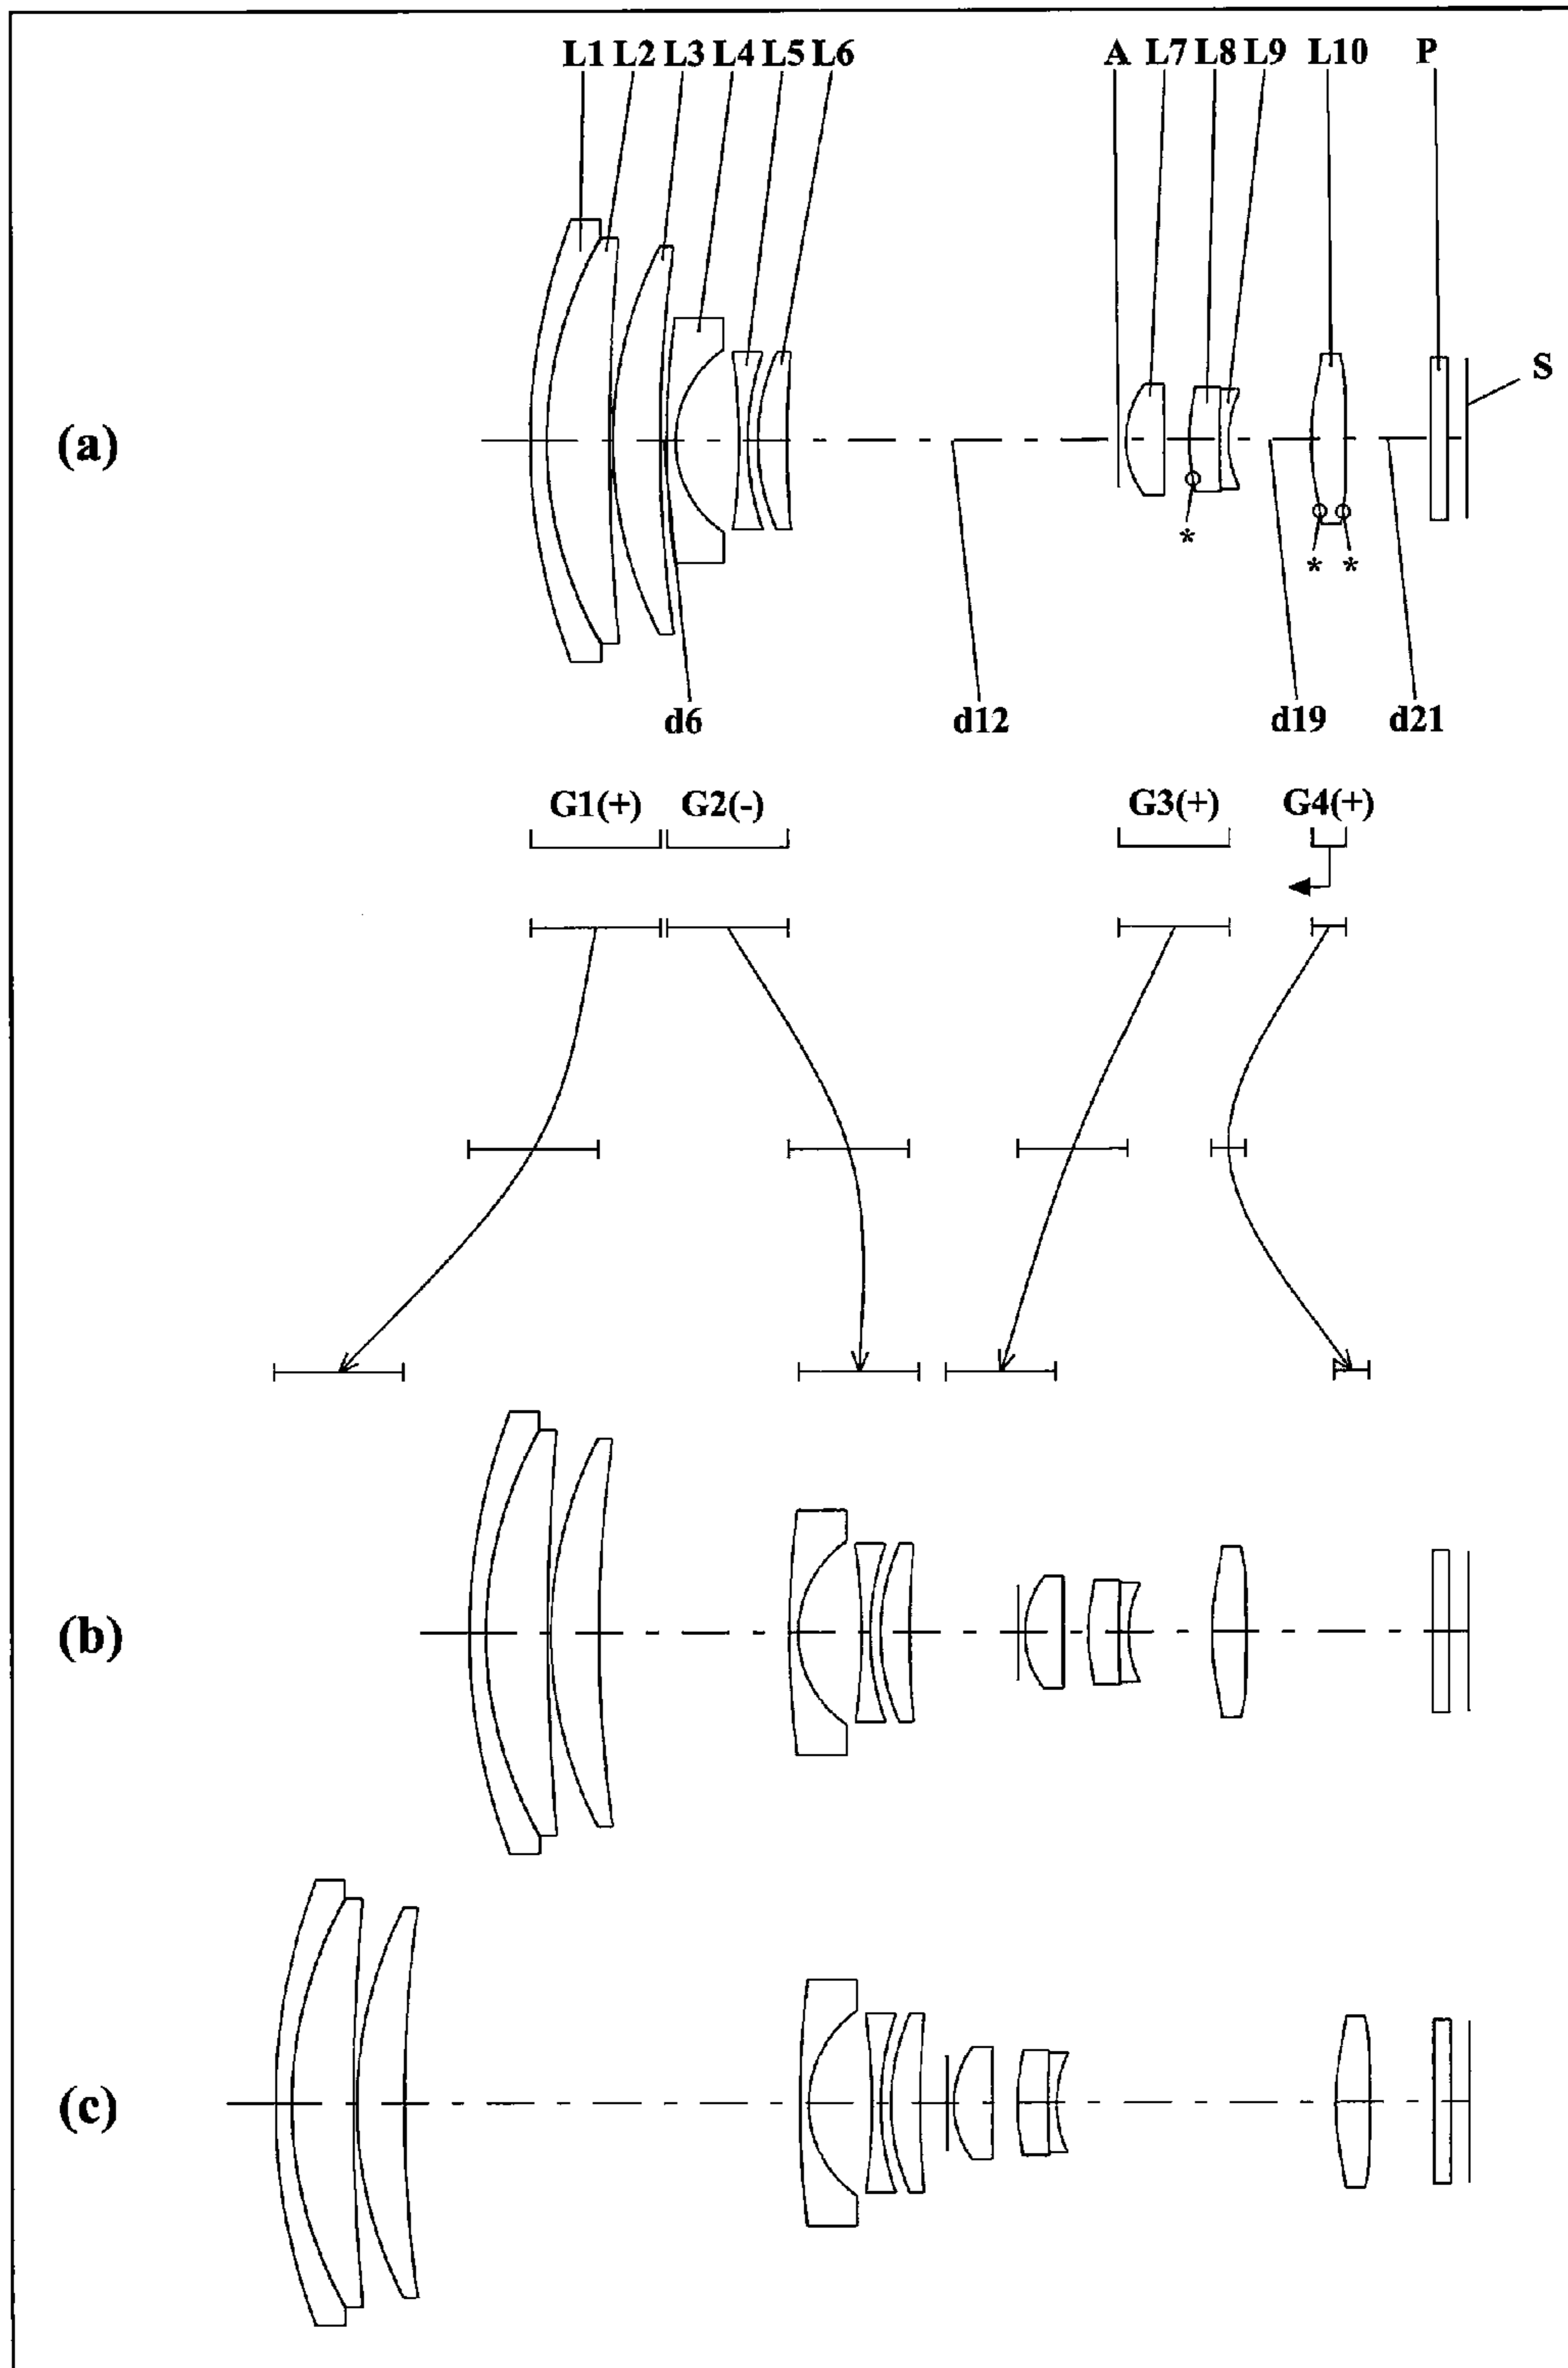 L1 L2 L3 L4 L5 L6 A L7 L8 L9 L10 P
S
(a)
* * *
d6 d12 d19 d21
G1(+) G2(-) G3(+) G4(+)
(b)
(c)